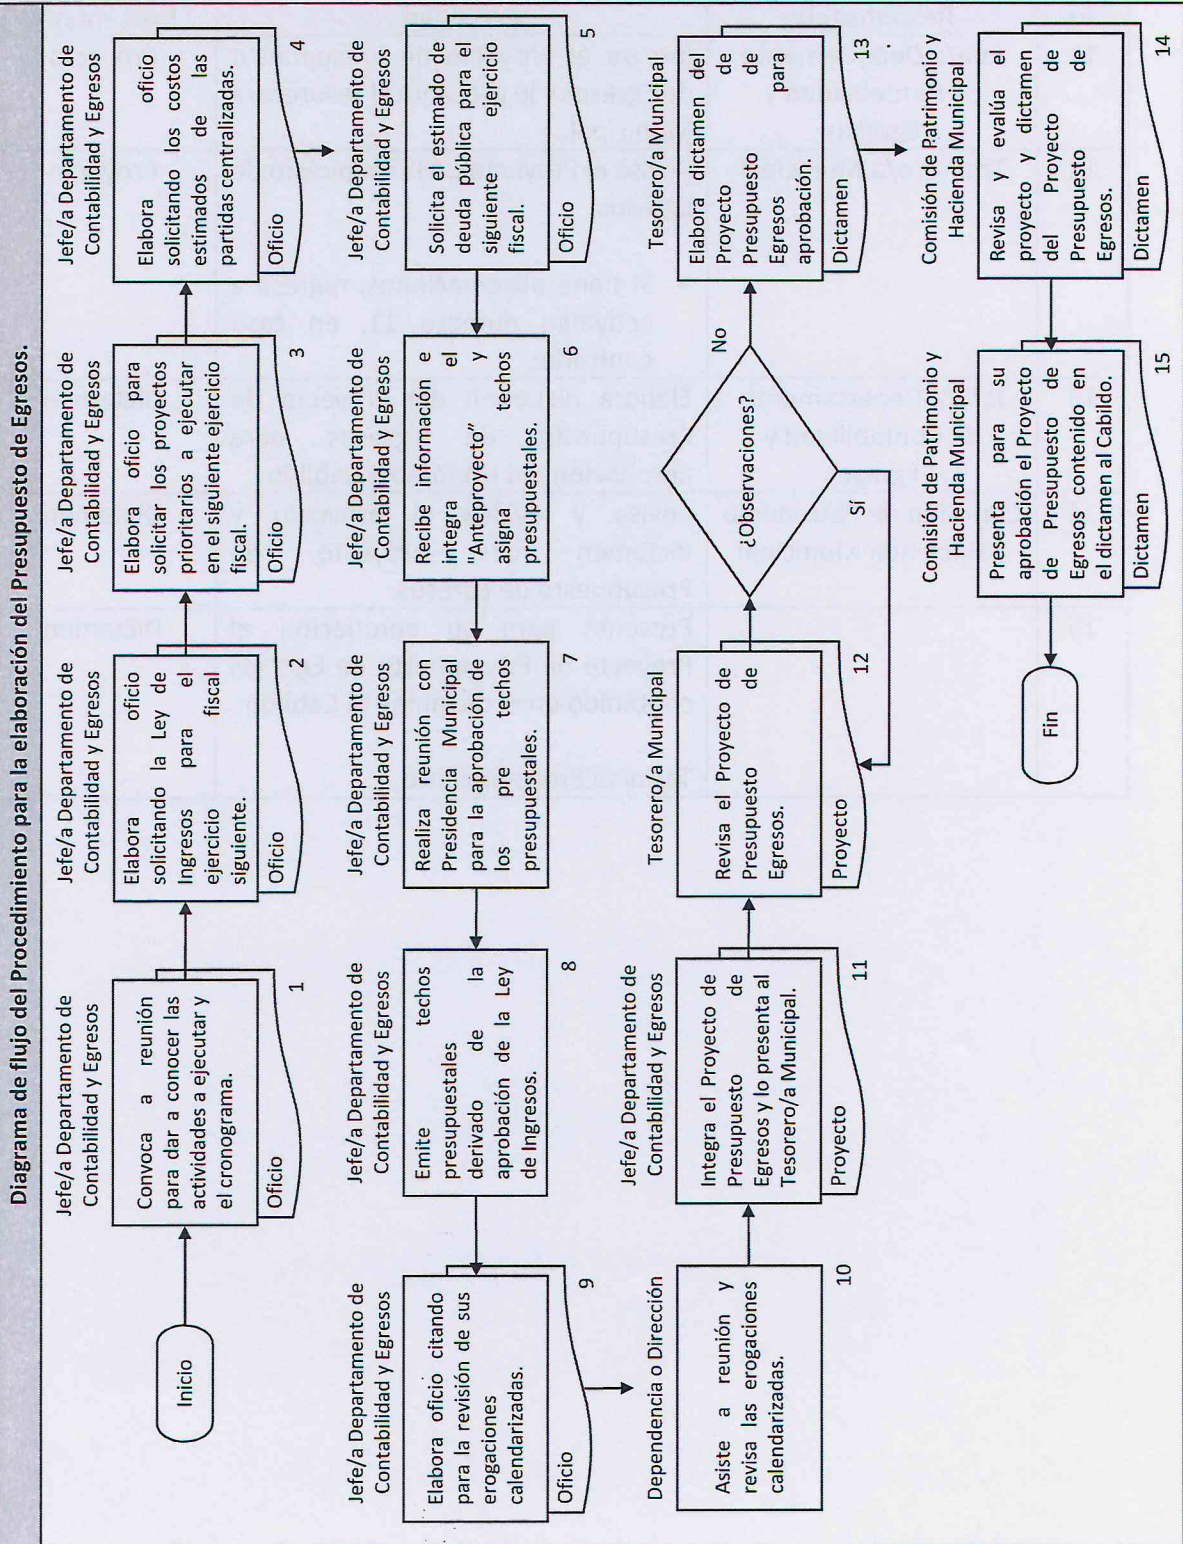 Diagrama de flujo del Procedimiento para la elaboración del Presupuesto de Egresos.
Inicio
Jefe/a Departamento de
Contabilidad y Egresos
Convoca a reunión
para dar a conocer las
actividades a ejecutar y
el cronograma.
Oficio
1
Jefe/a Departamento de
Contabilidad y Egresos
Elabora oficio
solicitando la Ley de
Ingresos para el
ejercicio fiscal
siguiente.
Oficio
2
Jefe/a Departamento de
Contabilidad y Egresos
Elabora oficio para
solicitar los proyectos
prioritarios a ejecutar
en el siguiente ejercicio
fiscal.
Oficio
3
Jefe/a Departamento de
Contabilidad y Egresos
Elabora oficio
solicitando los costos
estimados de las
partidas centralizadas.
Oficio
4
Jefe/a Departamento de
Contabilidad y Egresos
Solicita el estimado de
deuda pública para el
siguiente ejercicio
fiscal.
Oficio
5
Jefe/a Departamento de
Contabilidad y Egresos
Recibe información e
Integra el
"Anteproyecto" y
asigna techos
presupuestales.
6
Jefe/a Departamento de
Contabilidad y Egresos
Realiza reunión con
Presidencia Municipal
para la aprobación de
los pre techos
presupuestales.
7
Jefe/a Departamento de
Contabilidad y Egresos
Emite techos
presupuestales
derivado de la
aprobación de la Ley
de Ingresos.
8
Jefe/a Departamento de
Contabilidad y Egresos
Elabora oficio citando
para la revisión de sus
erogaciones
calendarizadas.
Oficio
9
Dependencia o Dirección
Asiste a reunión y
revisa las erogaciones
calendarizadas.
10
Jefe/a Departamento de
Contabilidad y Egresos
Integra el Proyecto de
Presupuesto de
Egresos y lo presenta al
Tesorero/a Municipal.
Proyecto
11
Tesorero/a Municipal
Revisa el Proyecto de
Presupuesto de
Egresos.
Proyecto
12
¿Observaciones?
No
SÍ
Tesorero/a Municipal
Elabora dictamen del
Proyecto de
Presupuesto de
Egresos para
aprobación.
Dictamen
13
Comisión de Patrimonio y
Hacienda Municipal
Revisa y evalúa el
proyecto y dictamen
del Proyecto de
Presupuesto de
Egresos.
Dictamen
14
Comisión de Patrimonio y
Hacienda Municipal
Presenta para su
aprobación el Proyecto
de Presupuesto de
Egresos contenido en
el dictamen al Cabildo.
Dictamen
15
Fin